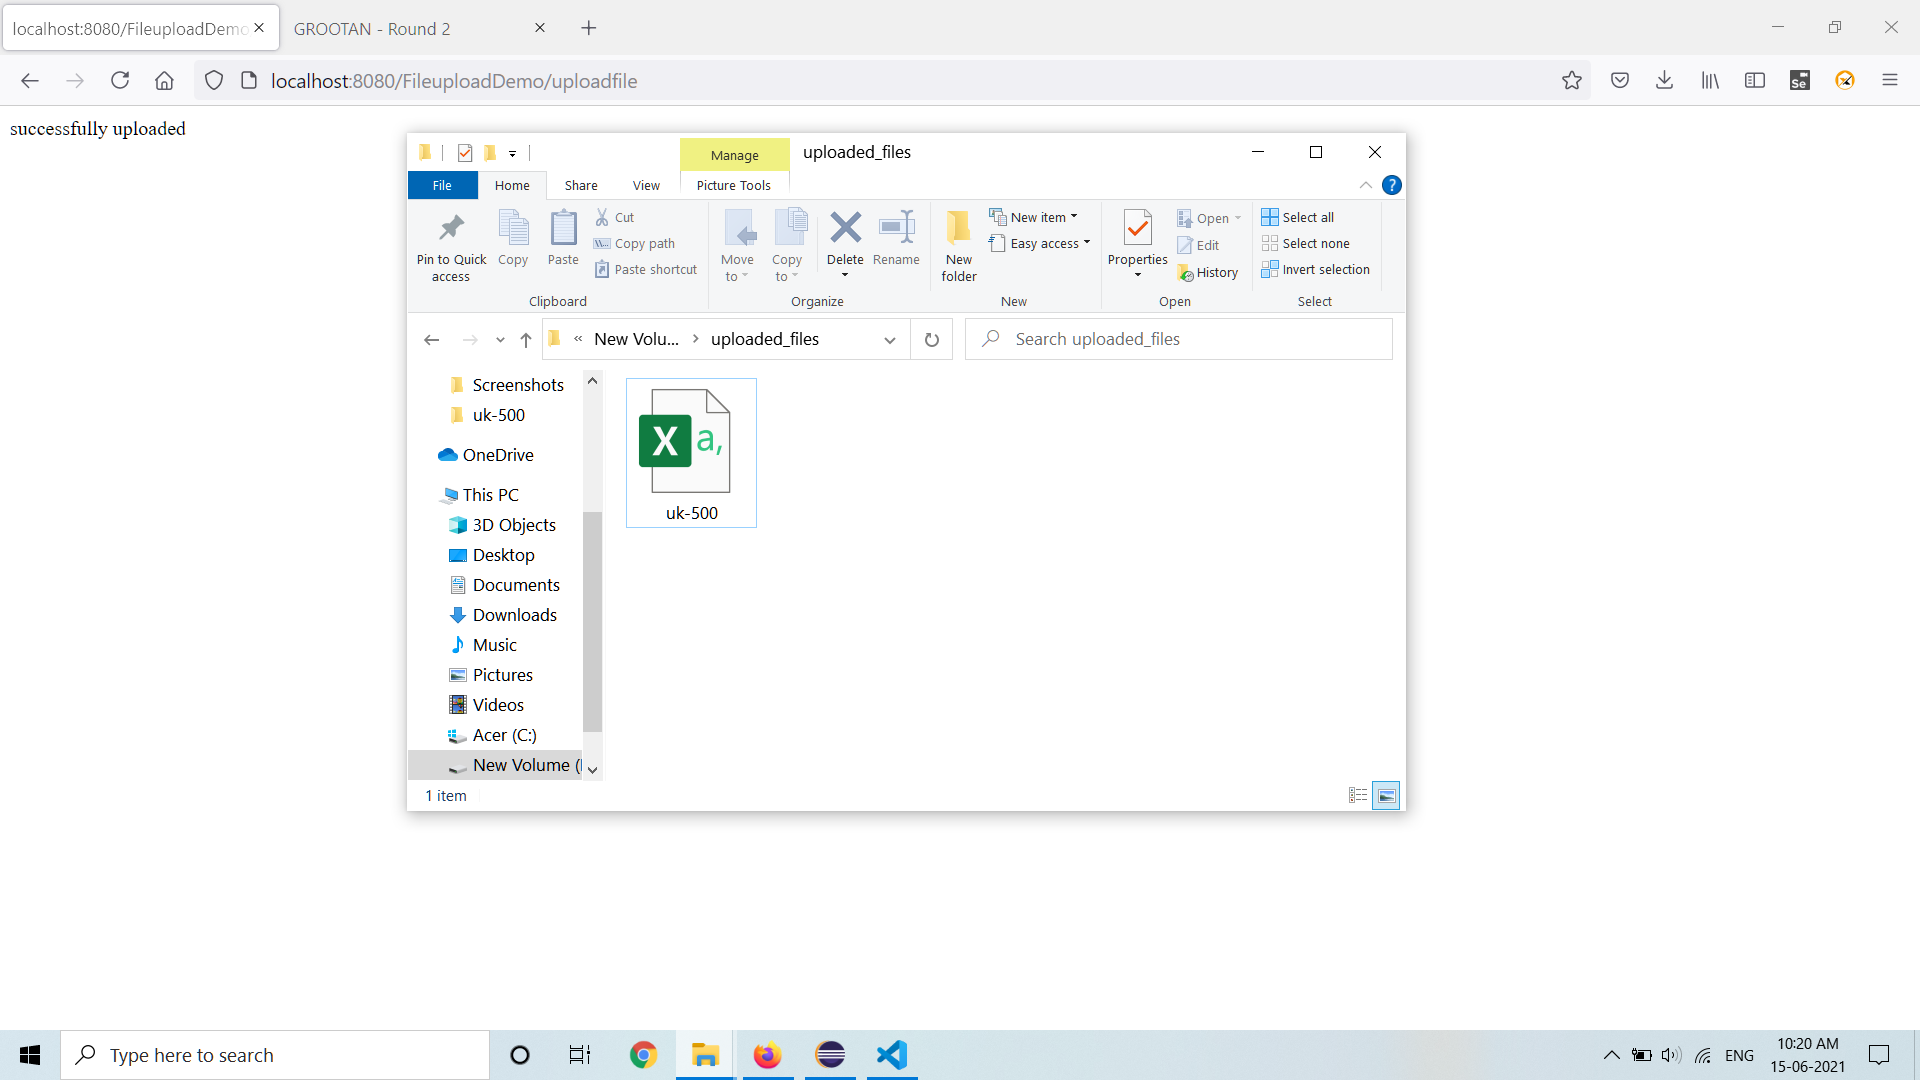 localhost:8080/FileuploadDemo
GROOTAN - Round 2
localhost:8080/FileuploadDemo/uploadfile
Se
successfully uploaded
Manage
uploaded_files
File
Home
Share
View
Picture Tools
?
Pin to Quick
access
Copy
Paste
Cut
Copy path
Paste shortcut
Clipboard
Move
to
Copy
to
Delete
Rename
Organize
New
folder
New item
Easy access
New
Properties
Open
Edit
History
Open
Select all
Select none
Invert selection
Select
« New Volu... > uploaded_files
Search uploaded_files
Screenshots
uk-500
OneDrive
This PC
3D Objects
Desktop
Documents
Downloads
Music
Pictures
Videos
Acer (C:)
New Volume (
X a,
uk-500
1 item
Type here to search
ENG
10:20 AM
15-06-2021